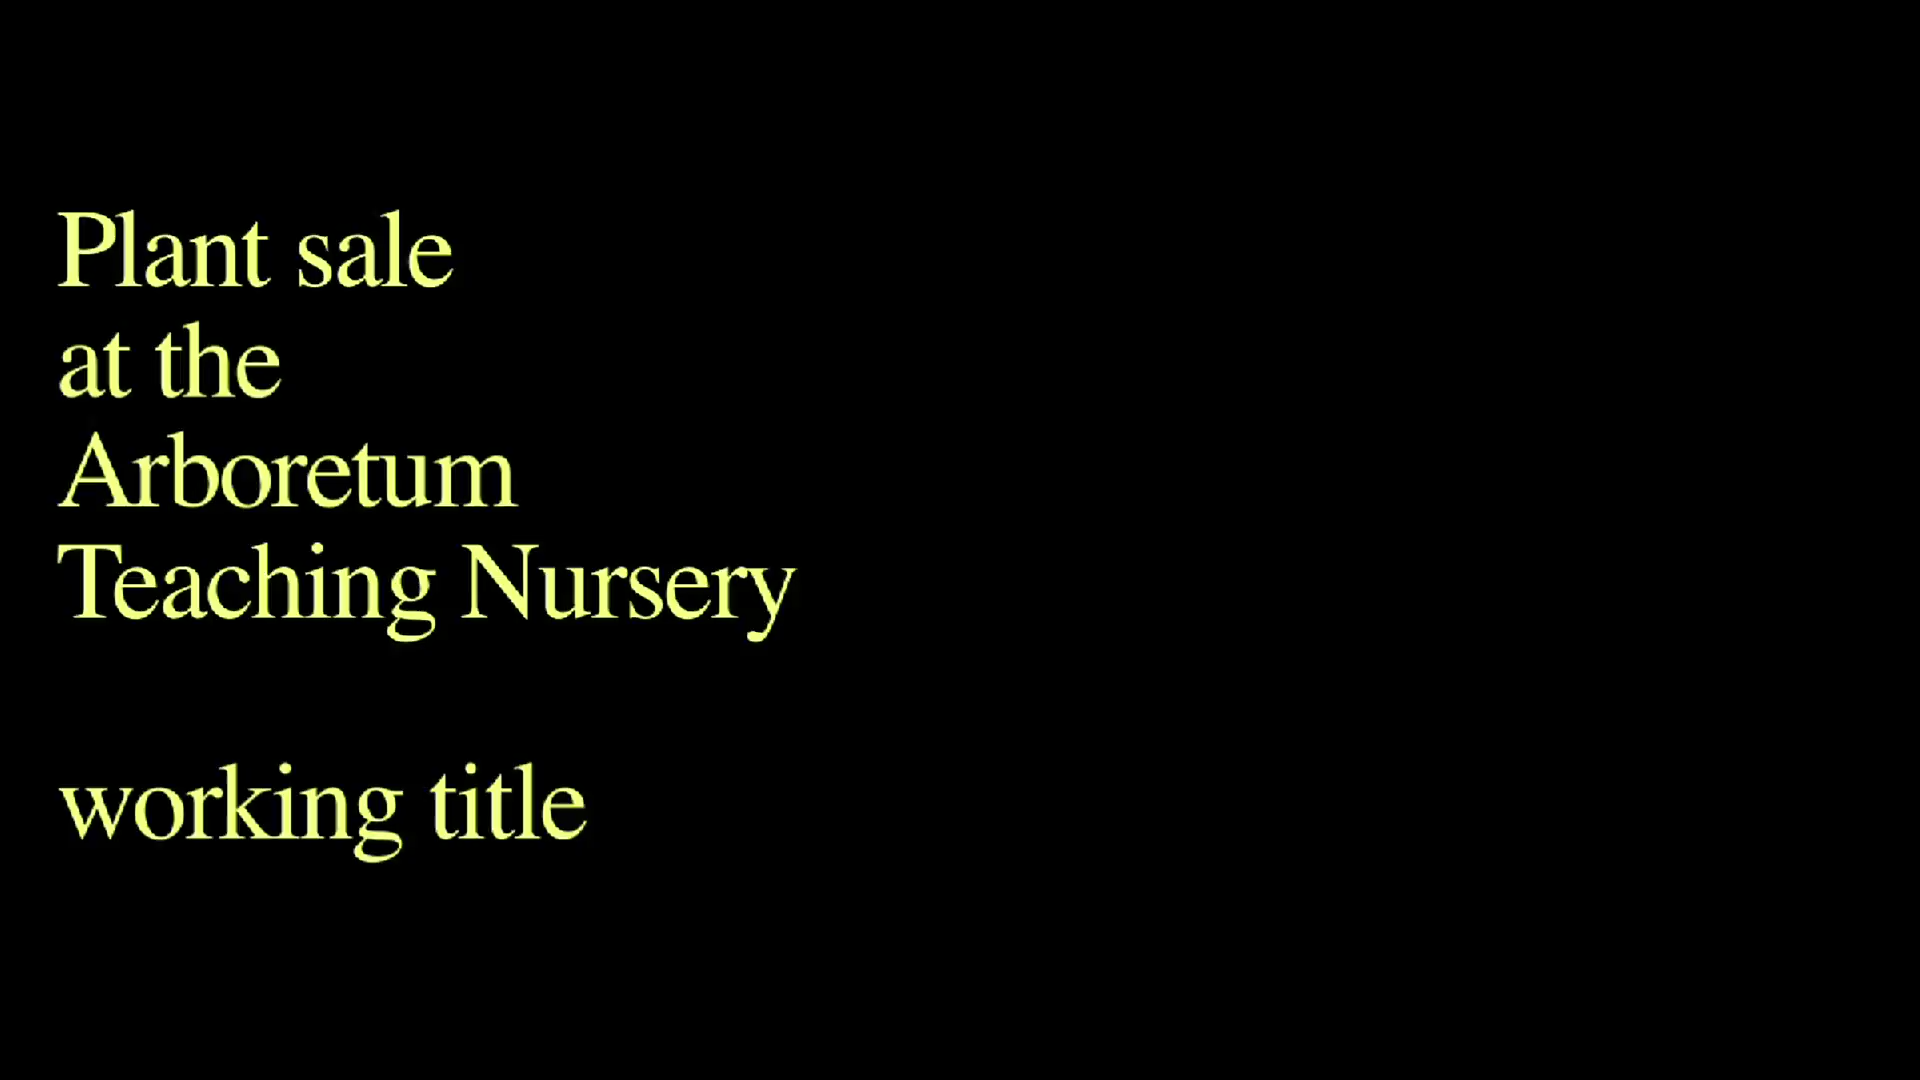 Plant sale
at the
Arboretum
Teaching Nursery
working title